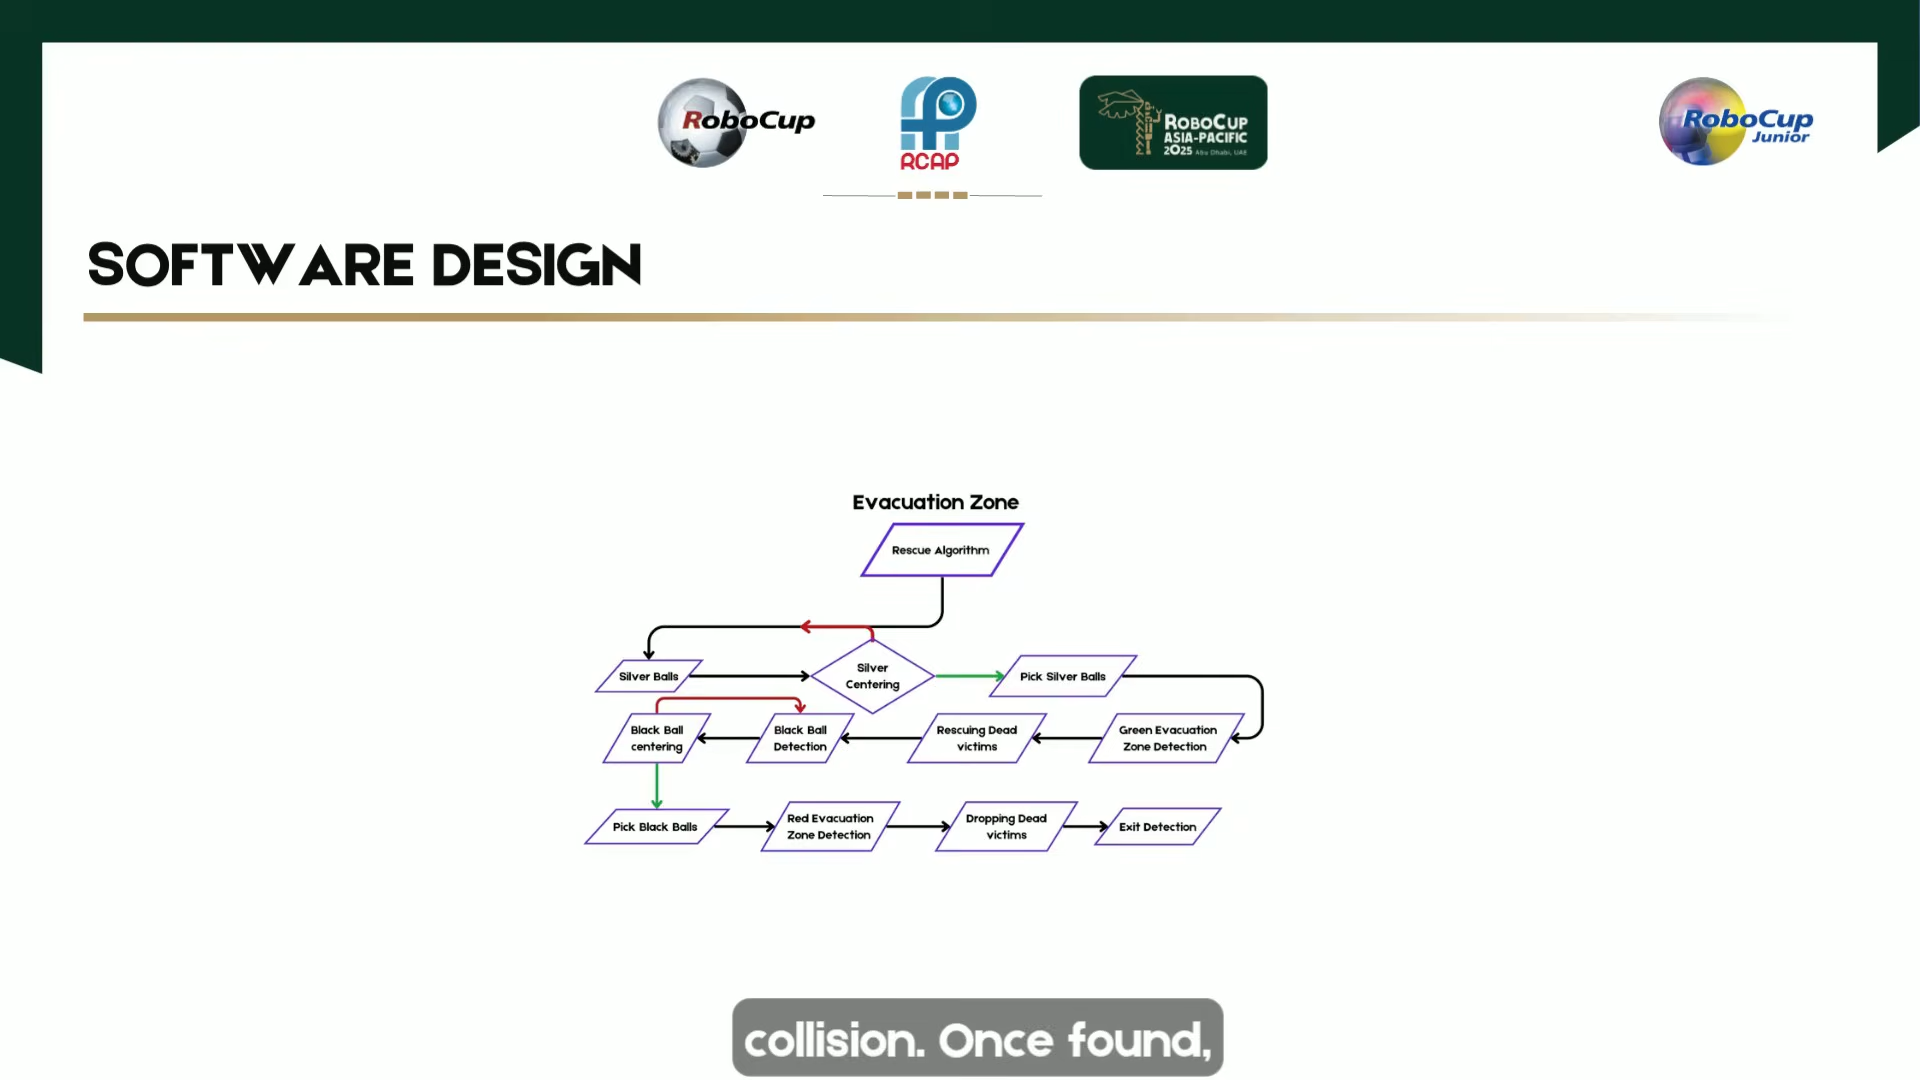 RoboCup
RCAP
ROBOCUP
ASIA-PACIFIC
2025 Abu Dhabi, UAE
RoboCup
Junior
SOFTWARE DESIGN
Evacuation Zone
Rescue Algorithm
Silver Balls
Silver
Centering
Pick Silver Balls
Black Ball
centering
Black Ball
Detection
Rescuing Dead
victims
Green Evacuation
Zone Detection
Pick Black Balls
Red Evacuation
Zone Detection
Dropping Dead
victims
Exit Detection
collision. Once found,